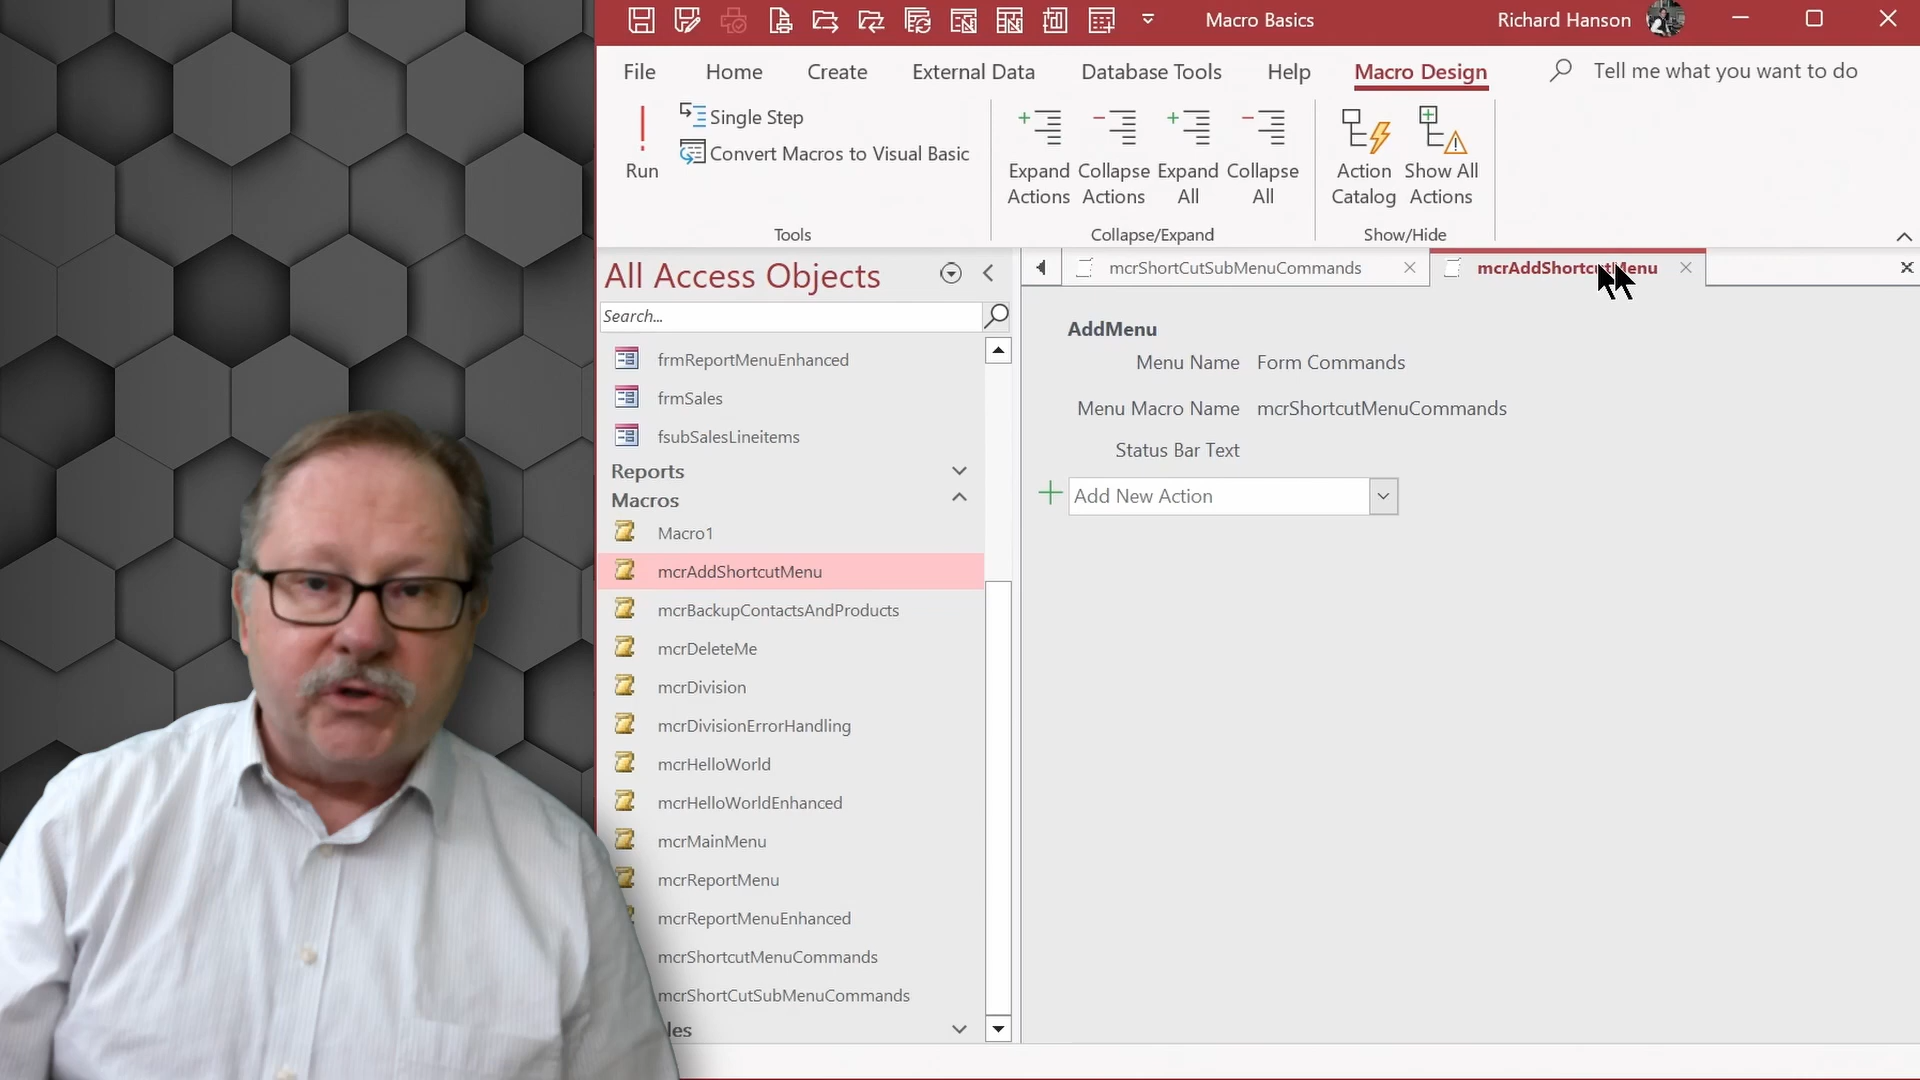 Macro Basics
Richard Hanson
File
Home
Create
External Data
Database Tools
Help
Macro Design
Tell me what you want to do
Run
Single Step
Convert Macros to Visual Basic
Expand Actions
Collapse Actions
Expand All
Collapse All
Action Catalog
Show All Actions
Tools
Collapse/Expand
Show/Hide
All Access Objects
Search...
frmReportMenuEnhanced
frmSales
fsubSalesLineitems
Reports
Macros
Macro1
mcrAddShortcutMenu
mcrBackupContactsAndProducts
mcrDeleteMe
mcrDivision
mcrDivisionErrorHandling
mcrHelloWorld
mcrHelloWorldEnhanced
mcrMainMenu
mcrReportMenu
mcrReportMenuEnhanced
mcrShortcutMenuCommands
mcrShortCutSubMenuCommands
les
mcrShortCutSubMenuCommands
mcrAddShortcutMenu
AddMenu
Menu Name Form Commands
Menu Macro Name mcrShortcutMenuCommands
Status Bar Text
Add New Action